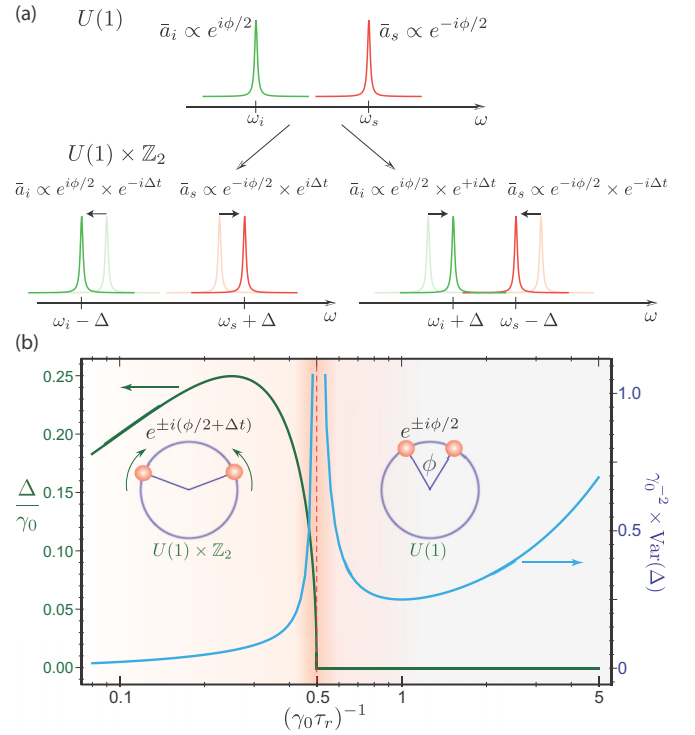 (a)
U(1)
ā_i ∝ e^{iϕ/2}
ā_s ∝ e^{-iϕ/2}
ω_i
ω_s
ω
U(1) × ℤ_2
ā_i ∝ e^{iϕ/2} × e^{-iΔt}
ā_s ∝ e^{-iϕ/2} × e^{iΔt}
ā_i ∝ e^{iϕ/2} × e^{+iΔt}
ā_s ∝ e^{-iϕ/2} × e^{-iΔt}
ω_i − Δ
ω_s + Δ
ω
ω_i + Δ
ω_s − Δ
ω
(b)
0.25
0.20
0.15
0.10
0.05
0.00
Δ/γ_0
e^{±i(ϕ/2+Δt)}
U(1) × ℤ_2
e^{±iϕ/2}
ϕ
U(1)
1.0
0.5
0
γ_0^{-2} × Var(Δ)
0.1
0.5
1
5
(γ_0τ_r)^{-1}